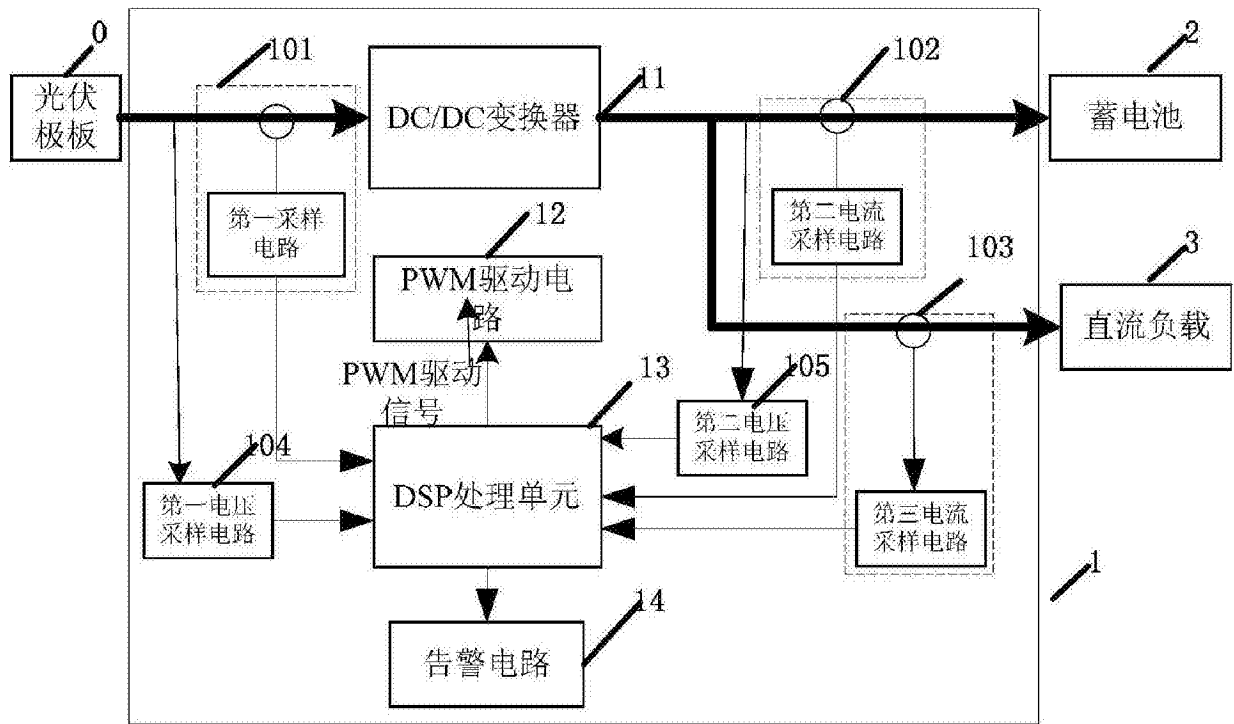 0
101
102
2
光伏
极板
DC/DC变换器
11
蓄电池
第一采样
电路
12
第二电流
采样电路
103
3
PWM驱动电
路
直流负载
PWM驱动
信号
13
105
104
第二电压
采样电路
第一电压
采样电路
DSP处理单元
第三电流
采样电路
1
14
告警电路